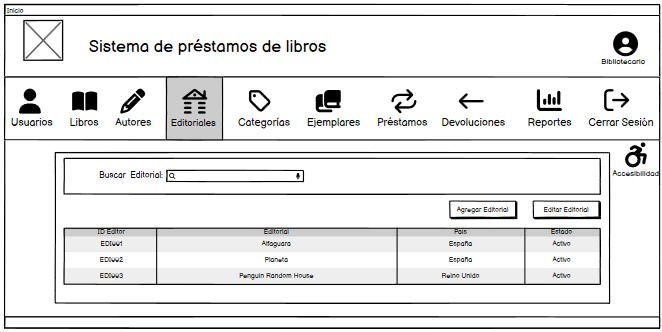 Inicio
Sistema de préstamos de libros
Bibliotecario
Usuarios Libros Autores Editoriales Categorías Ejemplares Préstamos Devoluciones Reportes Cerrar Sesión
Accesibilidad
Buscar Editorial:
Agregar Editorial Editar Editorial
ID Editor Editorial País Estado
EDI001 Alfaguara España Activo
EDI002 Planeta España Activo
EDI003 Penguin Random House Reino Unido Activo